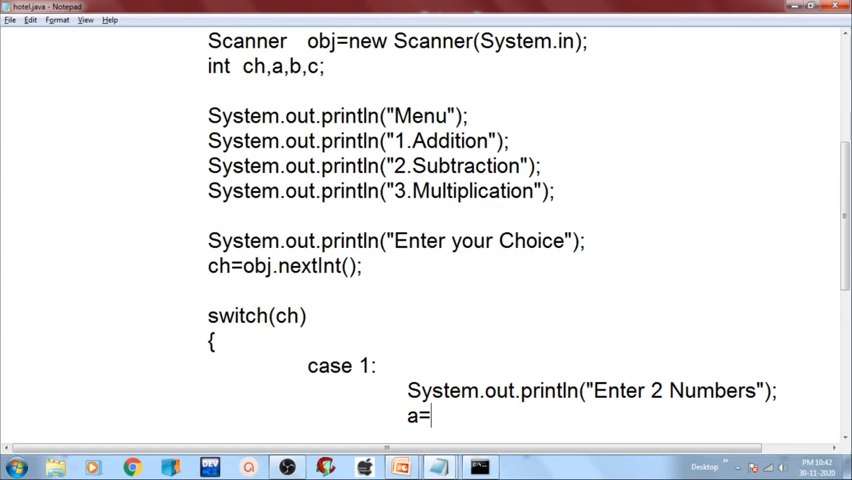 hotel.java - Notepad
File Edit Format View Help
Scanner obj=new Scanner(System.in);
int ch,a,b,c;
System.out.println("Menu");
System.out.println("1.Addition");
System.out.println("2.Subtraction");
System.out.println("3.Multiplication");
System.out.println("Enter your Choice");
ch=obj.nextInt();
switch(ch)
{
case 1:
System.out.println("Enter 2 Numbers");
a=
DEV
Desktop
PM 10:42
30-11-2020